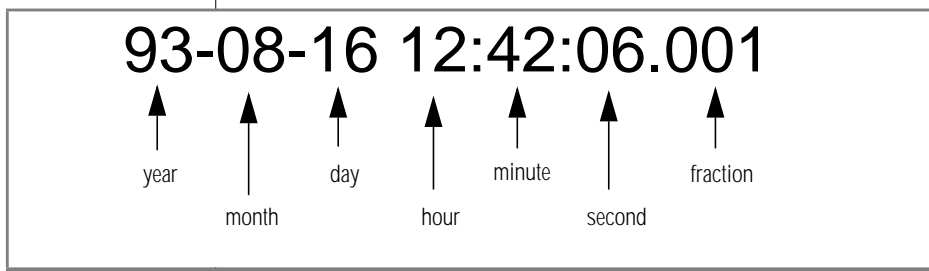 93-08-16 12:42:06.001
year day minute fraction
month hour second